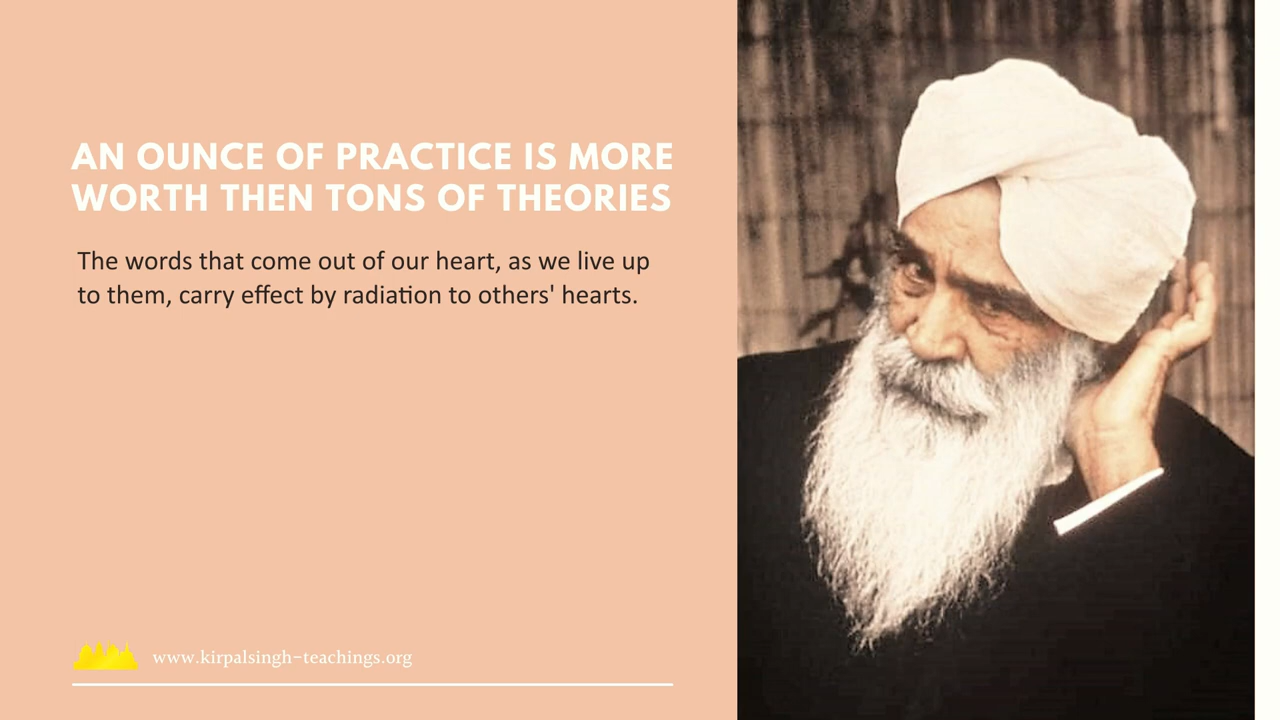 AN OUNCE OF PRACTICE IS MORE
WORTH THEN TONS OF THEORIES
The words that come out of our heart, as we live up
to them, carry effect by radiation to others' hearts.
www.kirpalsingh-teachings.org